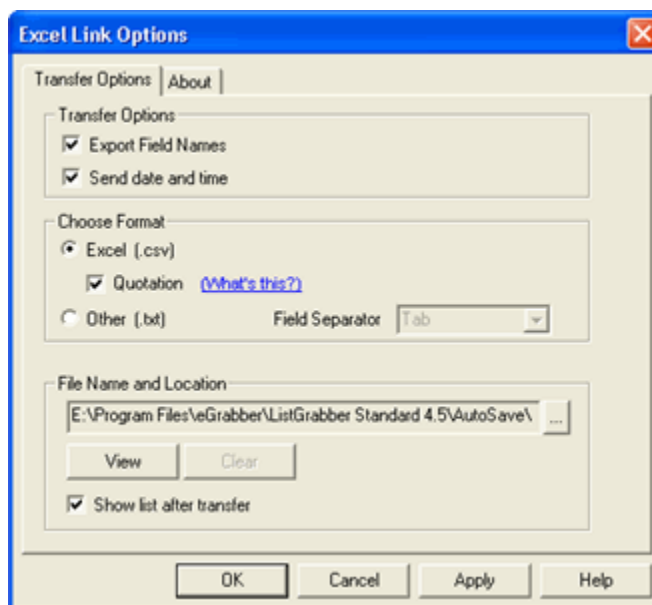 Excel Link Options
Transfer Options About
Transfer Options
Export Field Names
Send date and time
Choose Format
Excel (.csv)
Quotation (What's this?)
Other (.txt) Field Separator Tab
File Name and Location
E:\Program Files\eGrabber\ListGrabber Standard 4.5\AutoSave\ ...
View Clear
Show list after transfer
OK Cancel Apply Help